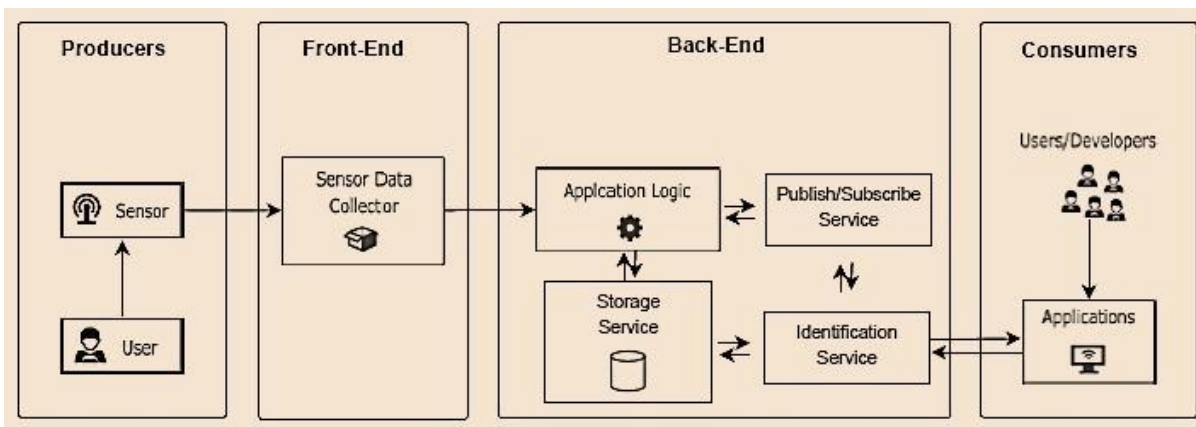 Producers
Front-End
Back-End
Consumers
Sensor
User
Sensor Data
Collector
Applcation Logic
Publish/Subscribe
Service
Storage
Service
Identification
Service
Users/Developers
Applications